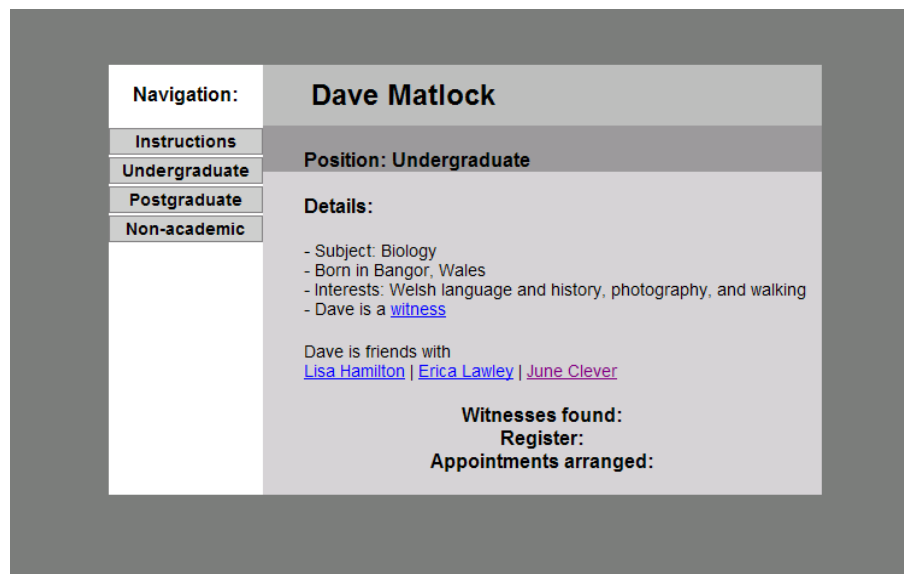 Navigation:
Instructions
Undergraduate
Postgraduate
Non-academic
Dave Matlock
Position: Undergraduate
Details:
- Subject: Biology
- Born in Bangor, Wales
- Interests: Welsh language and history, photography, and walking
- Dave is a witness
Dave is friends with
Lisa Hamilton | Erica Lawley | June Clever
Witnesses found:
Register:
Appointments arranged: